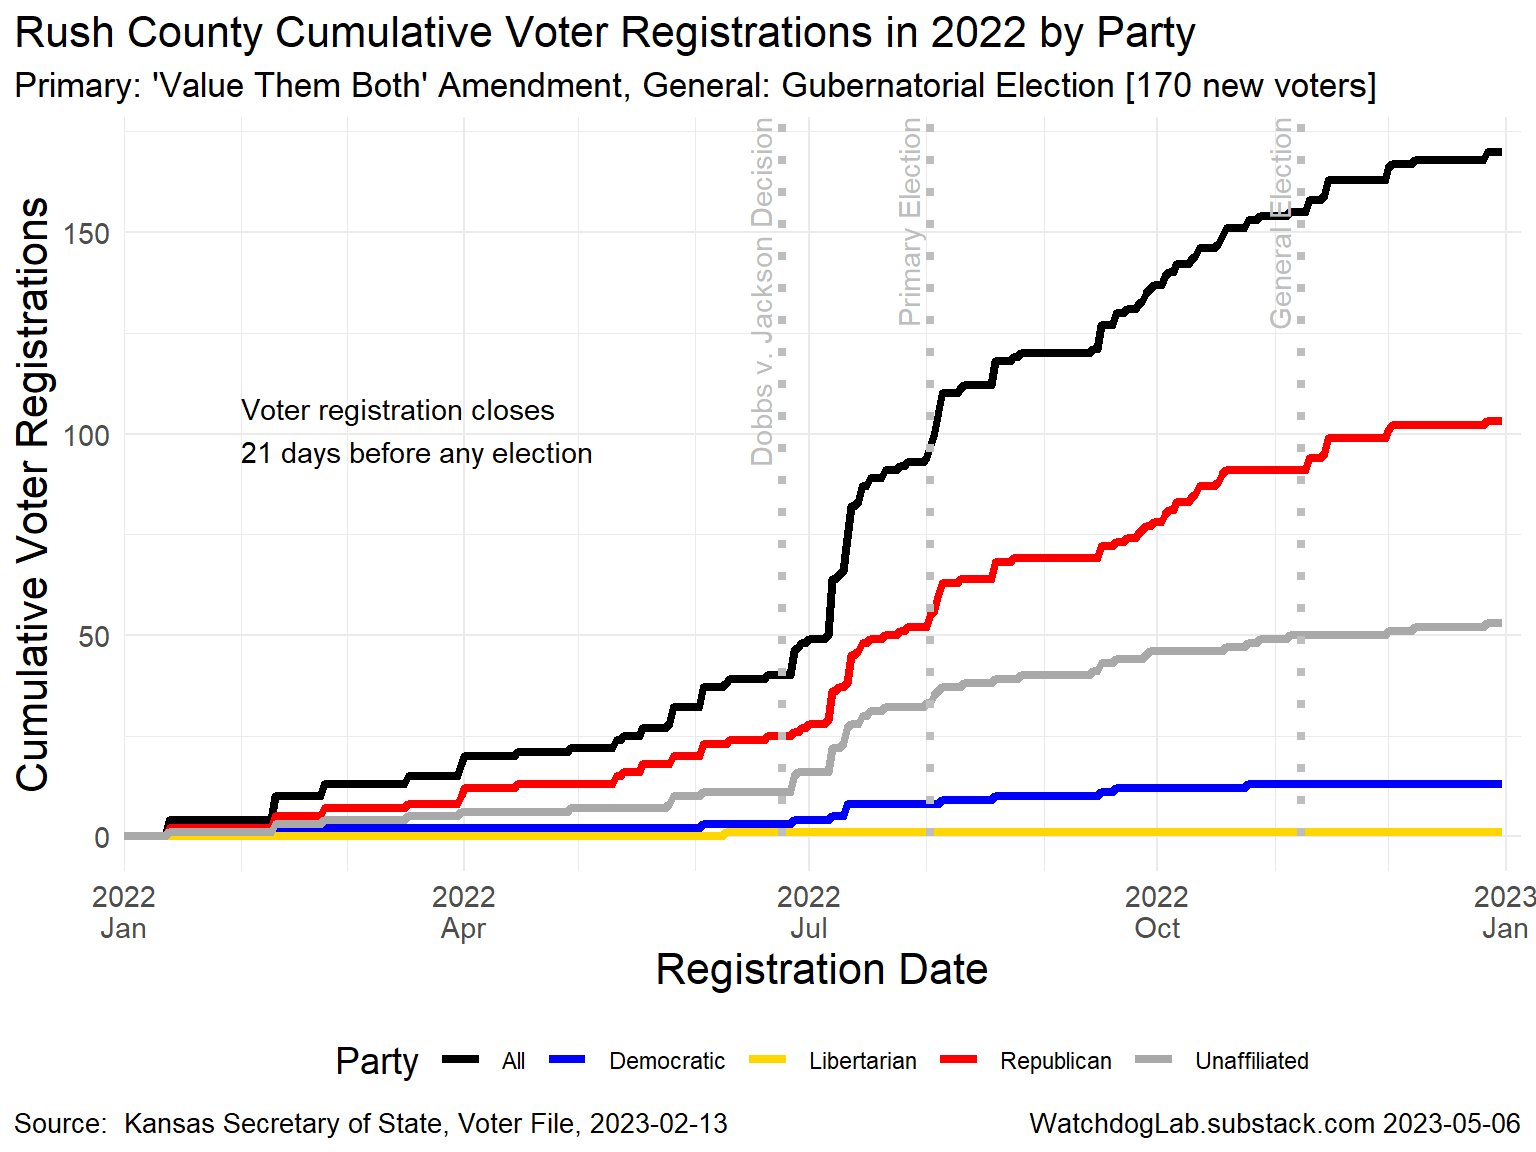 Rush County Cumulative Voter Registrations in 2022 by Party
Primary: 'Value Them Both' Amendment, General: Gubernatorial Election [170 new voters]
Cumulative Voter Registrations
150
100
50
0
Dobbs v. Jackson Decision
Primary Election
General Election
Voter registration closes
21 days before any election
2022
Jan
2022
Apr
2022
Jul
2022
Oct
2023
Jan
Registration Date
Party
All
Democratic
Libertarian
Republican
Unaffiliated
Source:  Kansas Secretary of State, Voter File, 2023-02-13
WatchdogLab.substack.com 2023-05-06